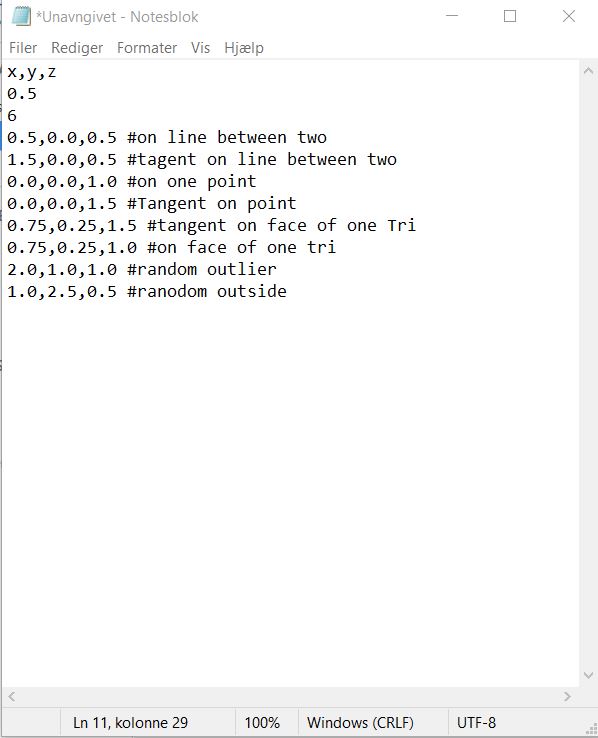 *Unavngivet - Notesblok
Filer Rediger Formater Vis Hjælp
x,y,z
0.5
6
0.5,0.0,0.5 #on line between two
1.5,0.0,0.5 #tagent on line between two
0.0,0.0,1.0 #on one point
0.0,0.0,1.5 #Tangent on point
0.75,0.25,1.5 #tangent on face of one Tri
0.75,0.25,1.0 #on face of one tri
2.0,1.0,1.0 #random outlier
1.0,2.5,0.5 #ranodom outside
Ln 11, kolonne 29 100% Windows (CRLF) UTF-8